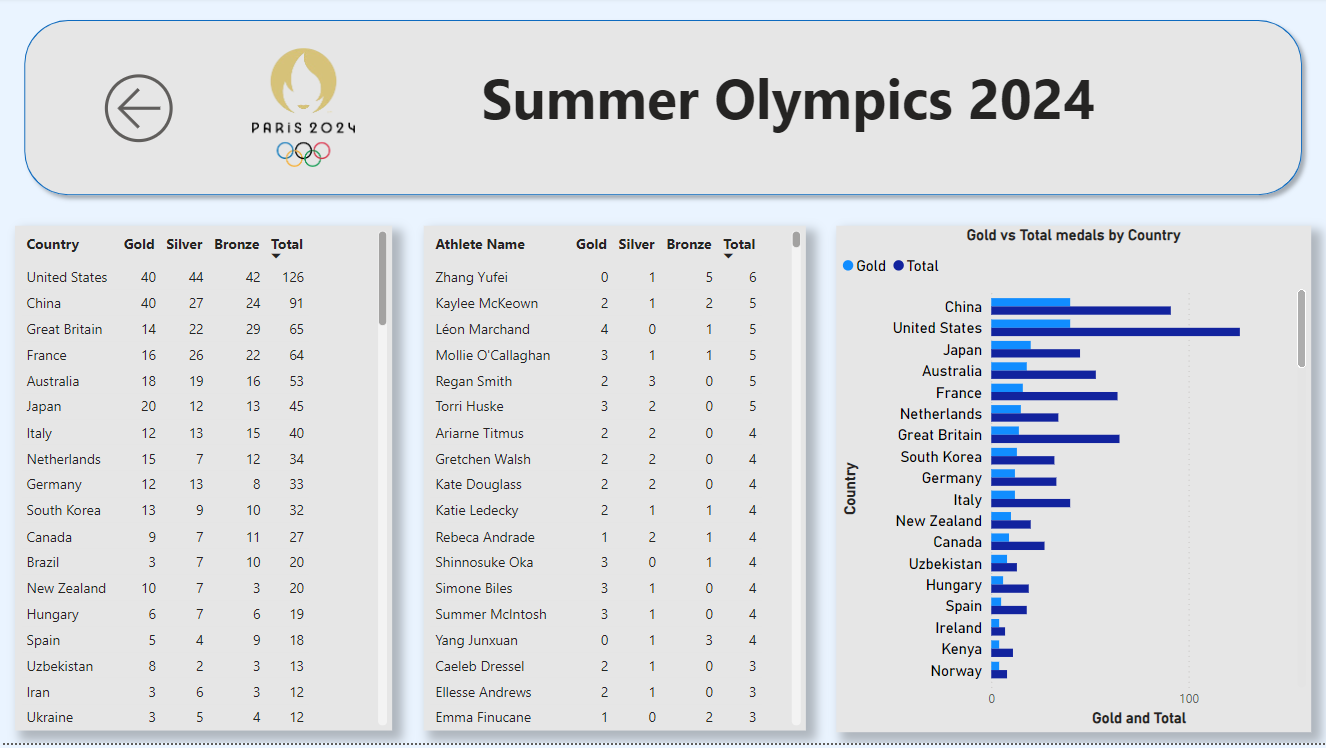 PARIS 2024
Summer Olympics 2024
Country Gold Silver Bronze Total
United States 40 44 42 126
China 40 27 24 91
Great Britain 14 22 29 65
France 16 26 22 64
Australia 18 19 16 53
Japan 20 12 13 45
Italy 12 13 15 40
Netherlands 15 7 12 34
Germany 12 13 8 33
South Korea 13 9 10 32
Canada 9 7 11 27
Brazil 3 7 10 20
New Zealand 10 7 3 20
Hungary 6 7 6 19
Spain 5 4 9 18
Uzbekistan 8 2 3 13
Iran 3 6 3 12
Ukraine 3 5 4 12
Athlete Name Gold Silver Bronze Total
Zhang Yufei 0 1 5 6
Kaylee McKeown 2 1 2 5
Léon Marchand 4 0 1 5
Mollie O'Callaghan 3 1 1 5
Regan Smith 2 3 0 5
Torri Huske 3 2 0 5
Ariarne Titmus 2 2 0 4
Gretchen Walsh 2 2 0 4
Kate Douglass 2 2 0 4
Katie Ledecky 2 1 1 4
Rebeca Andrade 1 2 1 4
Shinnosuke Oka 3 0 1 4
Simone Biles 3 1 0 4
Summer McIntosh 3 1 0 4
Yang Junxuan 0 1 3 4
Caeleb Dressel 2 1 0 3
Ellesse Andrews 2 1 0 3
Emma Finucane 1 0 2 3
Gold vs Total medals by Country
Gold Total
Country
China
United States
Japan
Australia
France
Netherlands
Great Britain
South Korea
Germany
Italy
New Zealand
Canada
Uzbekistan
Hungary
Spain
Ireland
Kenya
Norway
0 100
Gold and Total